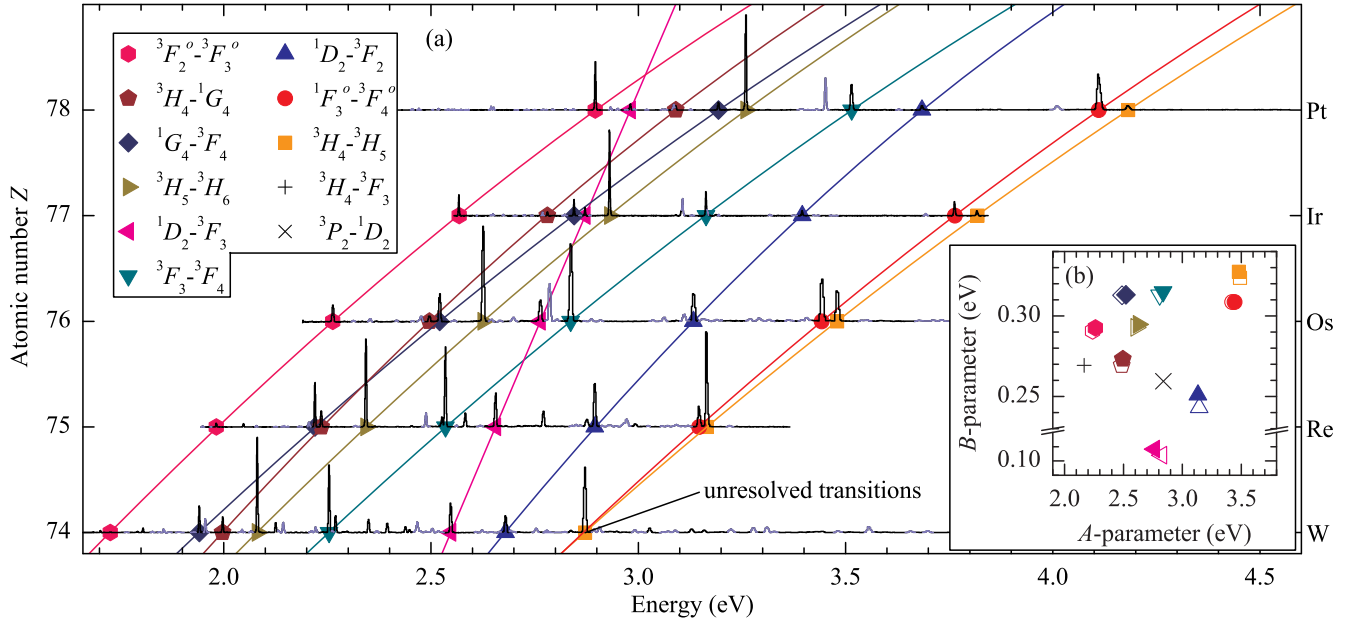 (a)
³F₂ᵒ-³F₃ᵒ
³H₄-¹G₄
¹G₄-³F₄
³H₅-³H₆
¹D₂-³F₃
³F₃-³F₄
¹D₂-³F₂
¹F₃ᵒ-³F₄ᵒ
³H₄-³H₅
³H₄-³F₃
³P₂-¹D₂
Atomic number Z
78
77
76
75
74
Pt
Ir
Os
Re
W
unresolved transitions
2.0 2.5 3.0 3.5 4.0 4.5
Energy (eV)
(b)
B-parameter (eV)
0.30
0.25
0.10
2.0 2.5 3.0 3.5
A-parameter (eV)